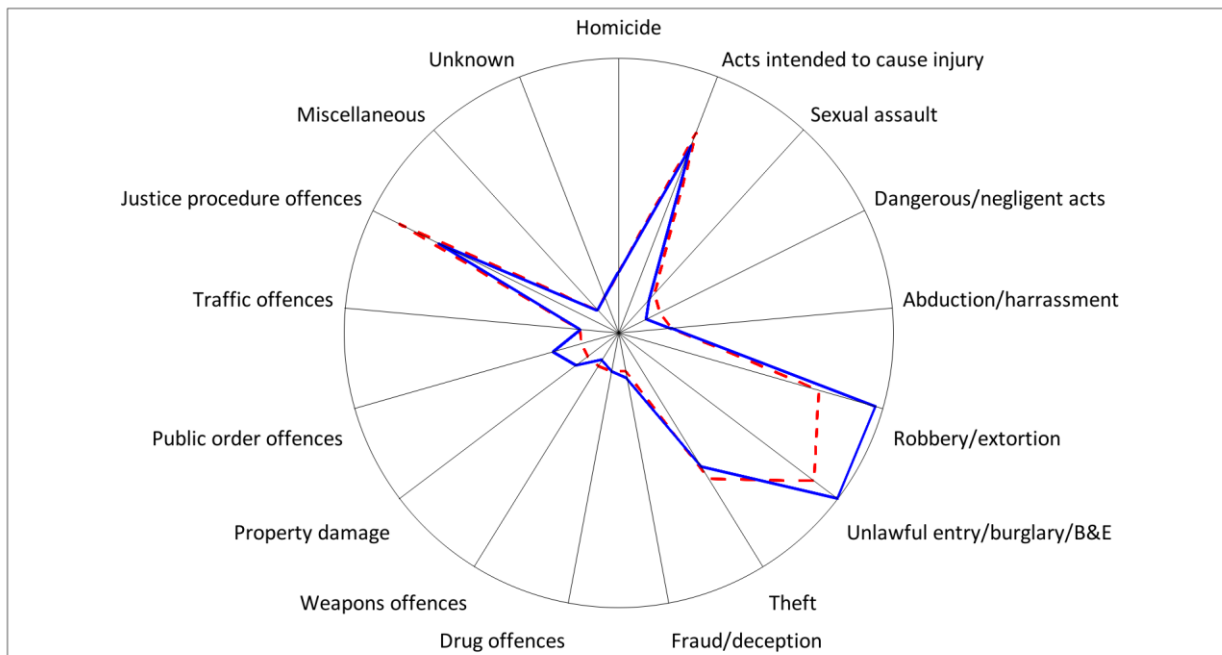 Homicide
Acts intended to cause injury
Sexual assault
Dangerous/negligent acts
Abduction/harrassment
Robbery/extortion
Unlawful entry/burglary/B&E
Theft
Fraud/deception
Drug offences
Weapons offences
Property damage
Public order offences
Traffic offences
Justice procedure offences
Miscellaneous
Unknown